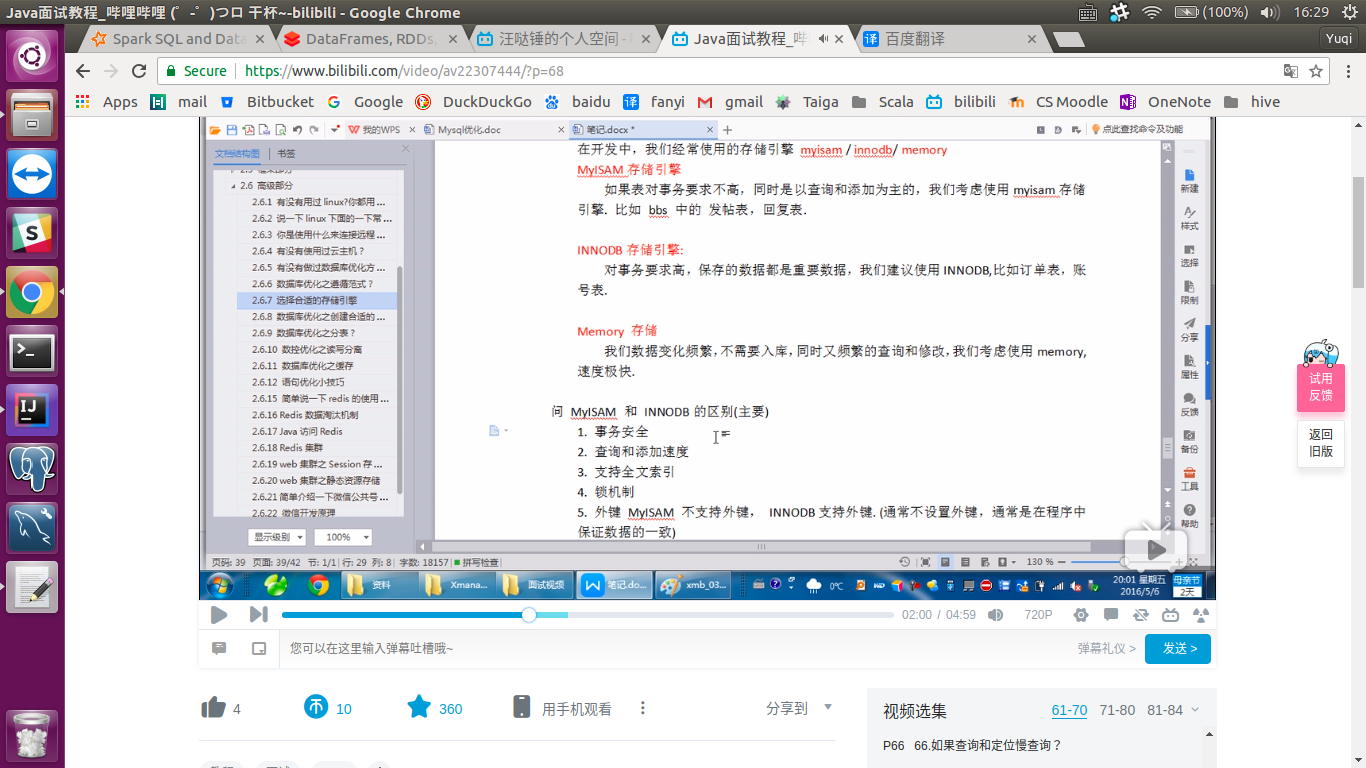 Java面试教程_哔哩哔哩 (゜-゜)つロ 干杯~-bilibili - Google Chrome
(100%)
16:29
Spark SQL and Data
DataFrames, RDDs,
汪哒锤的个人空间 -
Java面试教程_哔
百度翻译
Yuqi
Secure
https://www.bilibili.com/video/av22307444/?p=68
Apps
mail
Bitbucket
Google
DuckDuckGo
baidu
fanyi
gmail
Taiga
Scala
bilibili
CS Moodle
OneNote
hive
我的WPS
Mysql优化.doc
笔记.docx *
点此查找命令及功能
文档结构图
书签
2.6 高级部分
2.6.1 有没有用过 linux?你都用 ...
2.6.2 说一下 linux 下面的一下常 ...
2.6.3 你是使用什么来连接远程 ...
2.6.4 有没有使用过云主机？
2.6.5 有没有做过数据库优化方 ...
2.6.6 数据库优化之遵循范式？
2.6.7 选择合适的存储引擎
2.6.8 数据库优化之创建合适的 ...
2.6.9 数据库优化之分表？
2.6.10 数控优化之读写分离
2.6.11 数据库优化之缓存
2.6.12 语句优化小技巧
2.6.15 简单说一下 redis 的使用 ...
2.6.16 Redis 数据淘汰机制
2.6.17 Java 访问 Redis
2.6.18 Redis 集群
2.6.19 web 集群之 Session 存 ...
2.6.20 web 集群之静态资源存储
2.6.21 简单介绍一下微信公共号 ...
2.6.22 微信开发原理
显示级别
100%
在开发中，我们经常使用的存储引擎 myisam / innodb/ memory
MyISAM 存储引擎
如果表对事务要求不高，同时是以查询和添加为主的，我们考虑使用 myisam 存储
引擎. 比如 bbs 中的 发帖表，回复表.
INNODB 存储引擎:
对事务要求高，保存的数据都是重要数据，我们建议使用 INNODB,比如订单表，账
号表.
Memory 存储
我们数据变化频繁，不需要入库，同时又频繁的查询和修改，我们考虑使用 memory,
速度极快.
问 MyISAM 和 INNODB 的区别(主要)
1. 事务安全
2. 查询和添加速度
3. 支持全文索引
4. 锁机制
5. 外键 MyISAM 不支持外键， INNODB 支持外键. (通常不设置外键，通常是在程序中
保证数据的一致)
新建
样式
选择
限制
分享
属性
反馈
备份
工具
帮助
页码: 39 页面: 39/42 节: 1/1 行: 29 列: 8 字数: 18157 拼写检查
130 %
资料
Xmana...
面试视频
笔记.do...
xmb_03...
0℃
20:01 星期五
2016/5/6
母亲节
2天
02:00 / 04:59
720P
您可以在这里输入弹幕吐槽哦~
弹幕礼仪 >
发送 >
4
10
360
用手机观看
分享到
视频选集
61-70
71-80
81-84
P66 66.如果查询和定位慢查询？
试用
反馈
返回
旧版